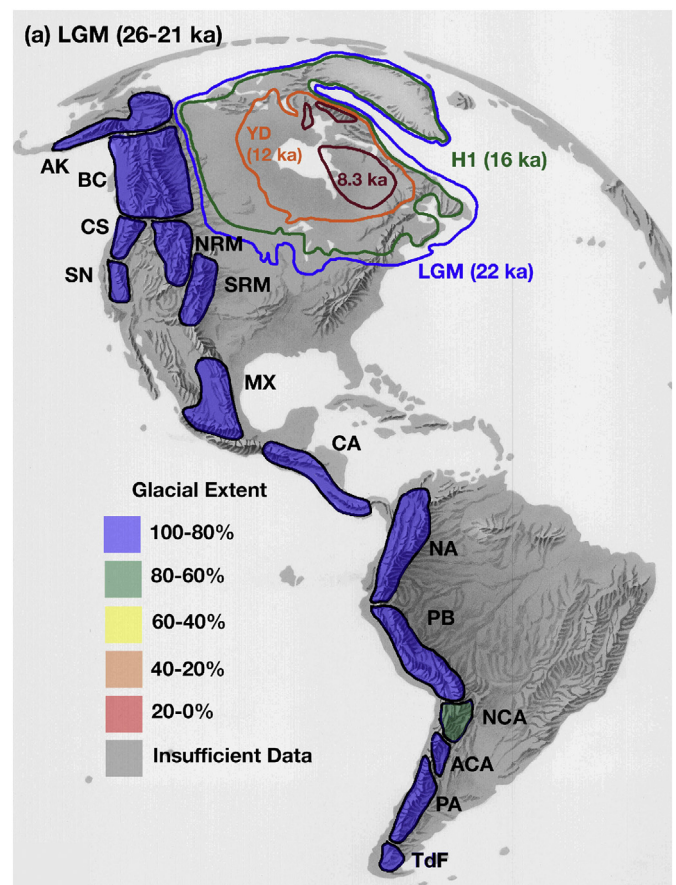 (a) LGM (26-21 ka)
YD
(12 ka)
H1 (16 ka)
AK
BC
8.3 ka
CS
NRM
LGM (22 ka)
SN
SRM
MX
CA
Glacial Extent
100-80%
NA
80-60%
60-40%
PB
40-20%
20-0%
NCA
Insufficient Data
ACA
PA
TdF